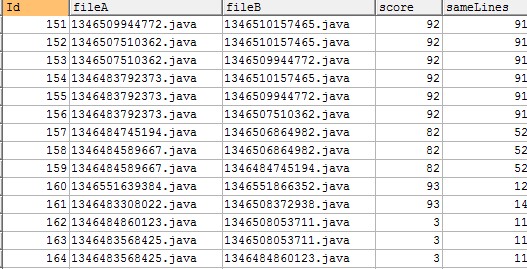 Id fileA fileB score sameLines
151 1346509944772.java 1346510157465.java 92 91
152 1346507510362.java 1346510157465.java 92 91
153 1346507510362.java 1346509944772.java 92 91
154 1346483792373.java 1346510157465.java 92 91
155 1346483792373.java 1346509944772.java 92 91
156 1346483792373.java 1346507510362.java 92 91
157 1346484745194.java 1346506864982.java 82 52
158 1346484589667.java 1346506864982.java 82 52
159 1346484589667.java 1346484745194.java 82 52
160 1346551639384.java 1346551866352.java 93 12
161 1346483308022.java 1346508372938.java 93 14
162 1346484860123.java 1346508053711.java 3 11
163 1346483568425.java 1346508053711.java 3 11
164 1346483568425.java 1346484860123.java 3 11